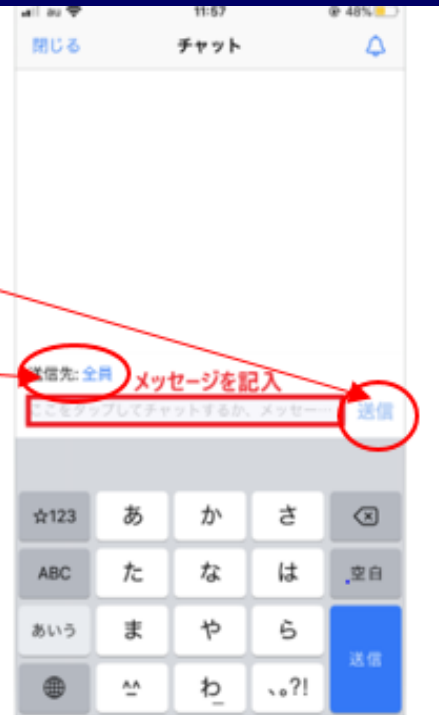 au 11:57 48%
閉じる チャット
送信先: 全員
メッセージを記入
ここをタップしてチャットするか、メッセー… 送信
☆123 あ か さ
ABC た な は 空白
あいう ま や ら
^^ わ 、。?! 送信